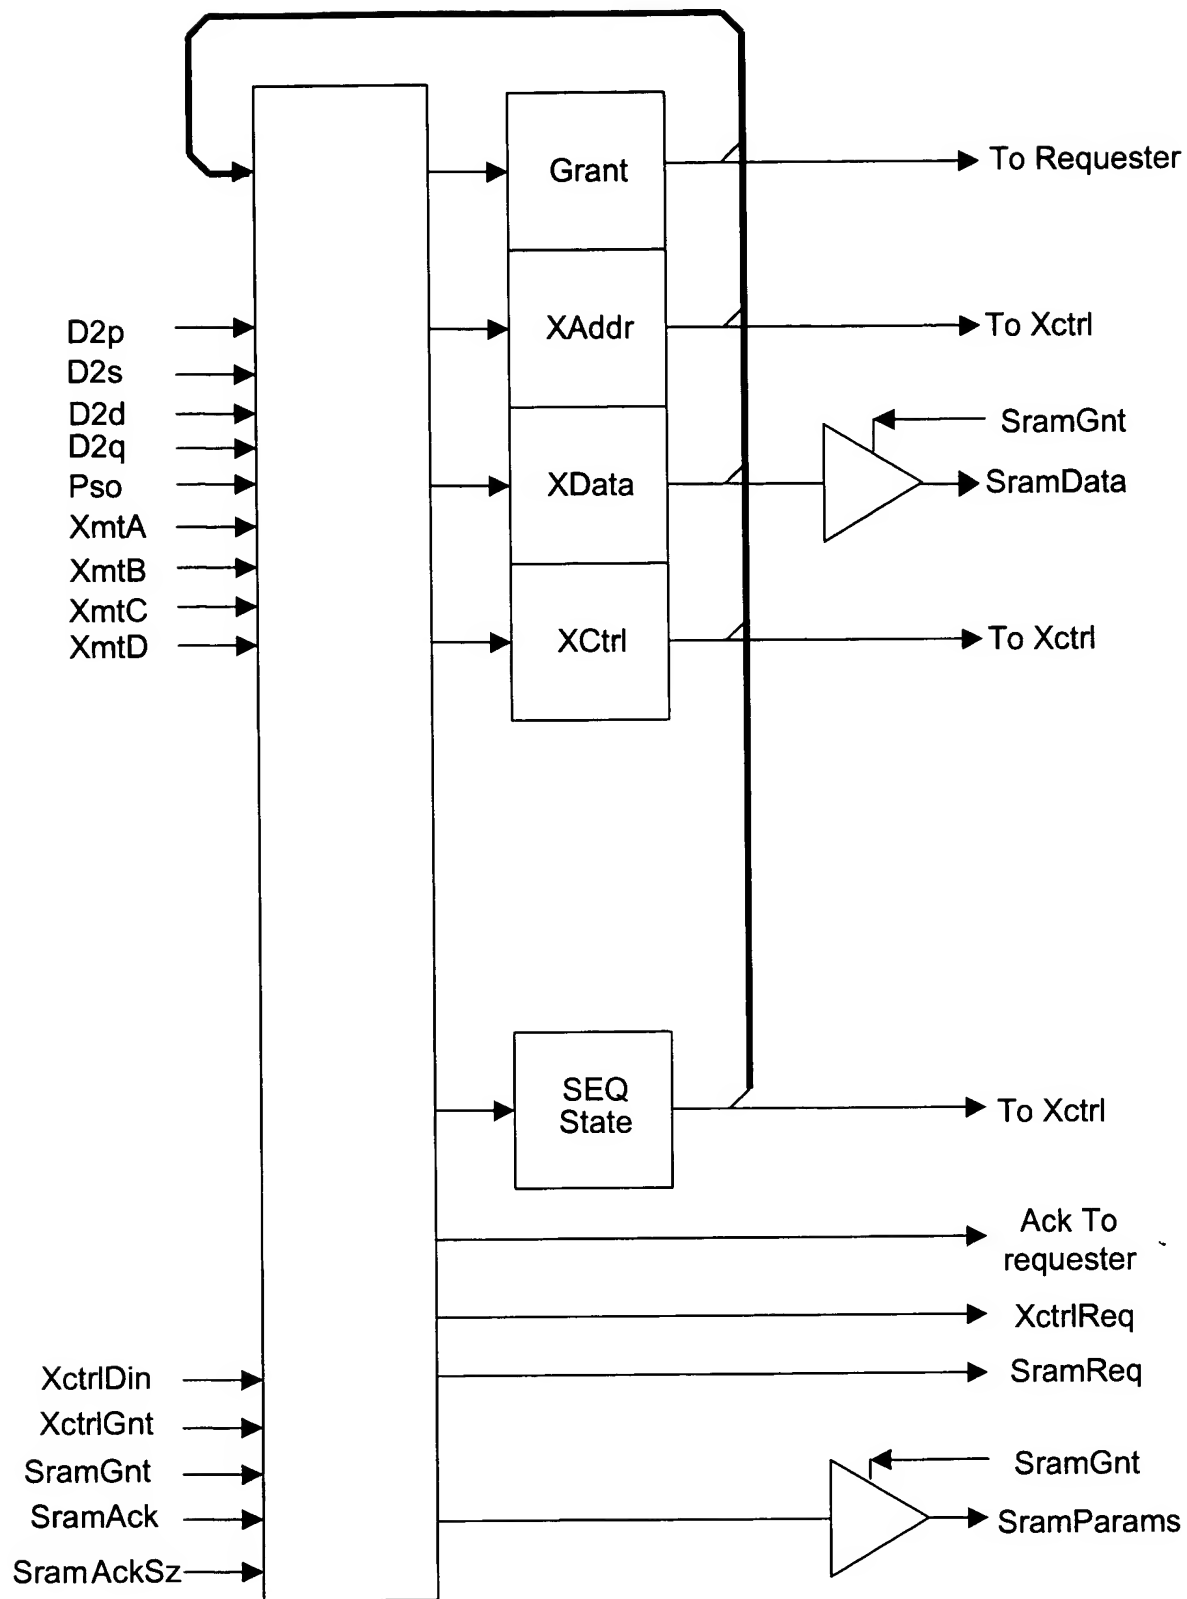 Grant
To Requester
XAddr
To Xctrl
D2p
D2s
D2d
D2q
Pso
XmtA
XmtB
XmtC
XmtD
XData
SramGnt
SramData
XCtrl
To Xctrl
SEQ
State
To Xctrl
Ack To
requester
XctrlReq
SramReq
XctrlDin
XctrlGnt
SramGnt
SramAck
SramAckSz
SramGnt
SramParams